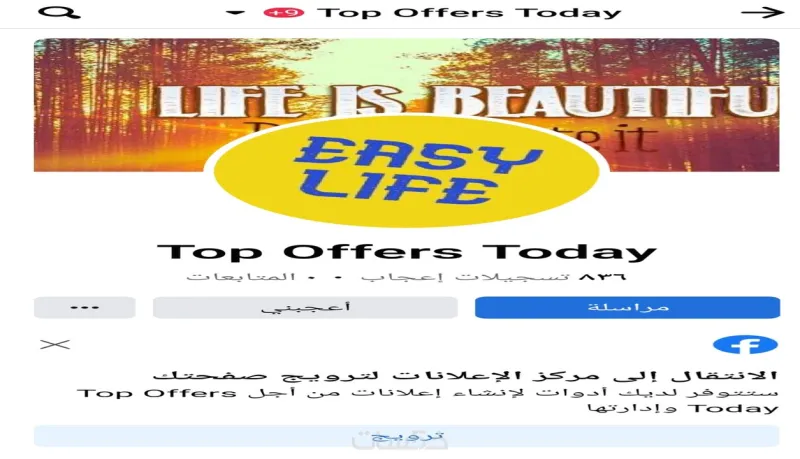 +9 Top Offers Today
LIFE IS BEAUTIFU
EASY
LIFE
Top Offers Today
٨٣٦ تسجيلات إعجاب • ٠ المتابعات
مراسلة
أعجبني
الانتقال إلى مركز الإعلانات لترويج صفحتك
ستتوفر لديك أدوات لإنشاء إعلانات من أجل Top Offers
Today وإدارتها
ترويج